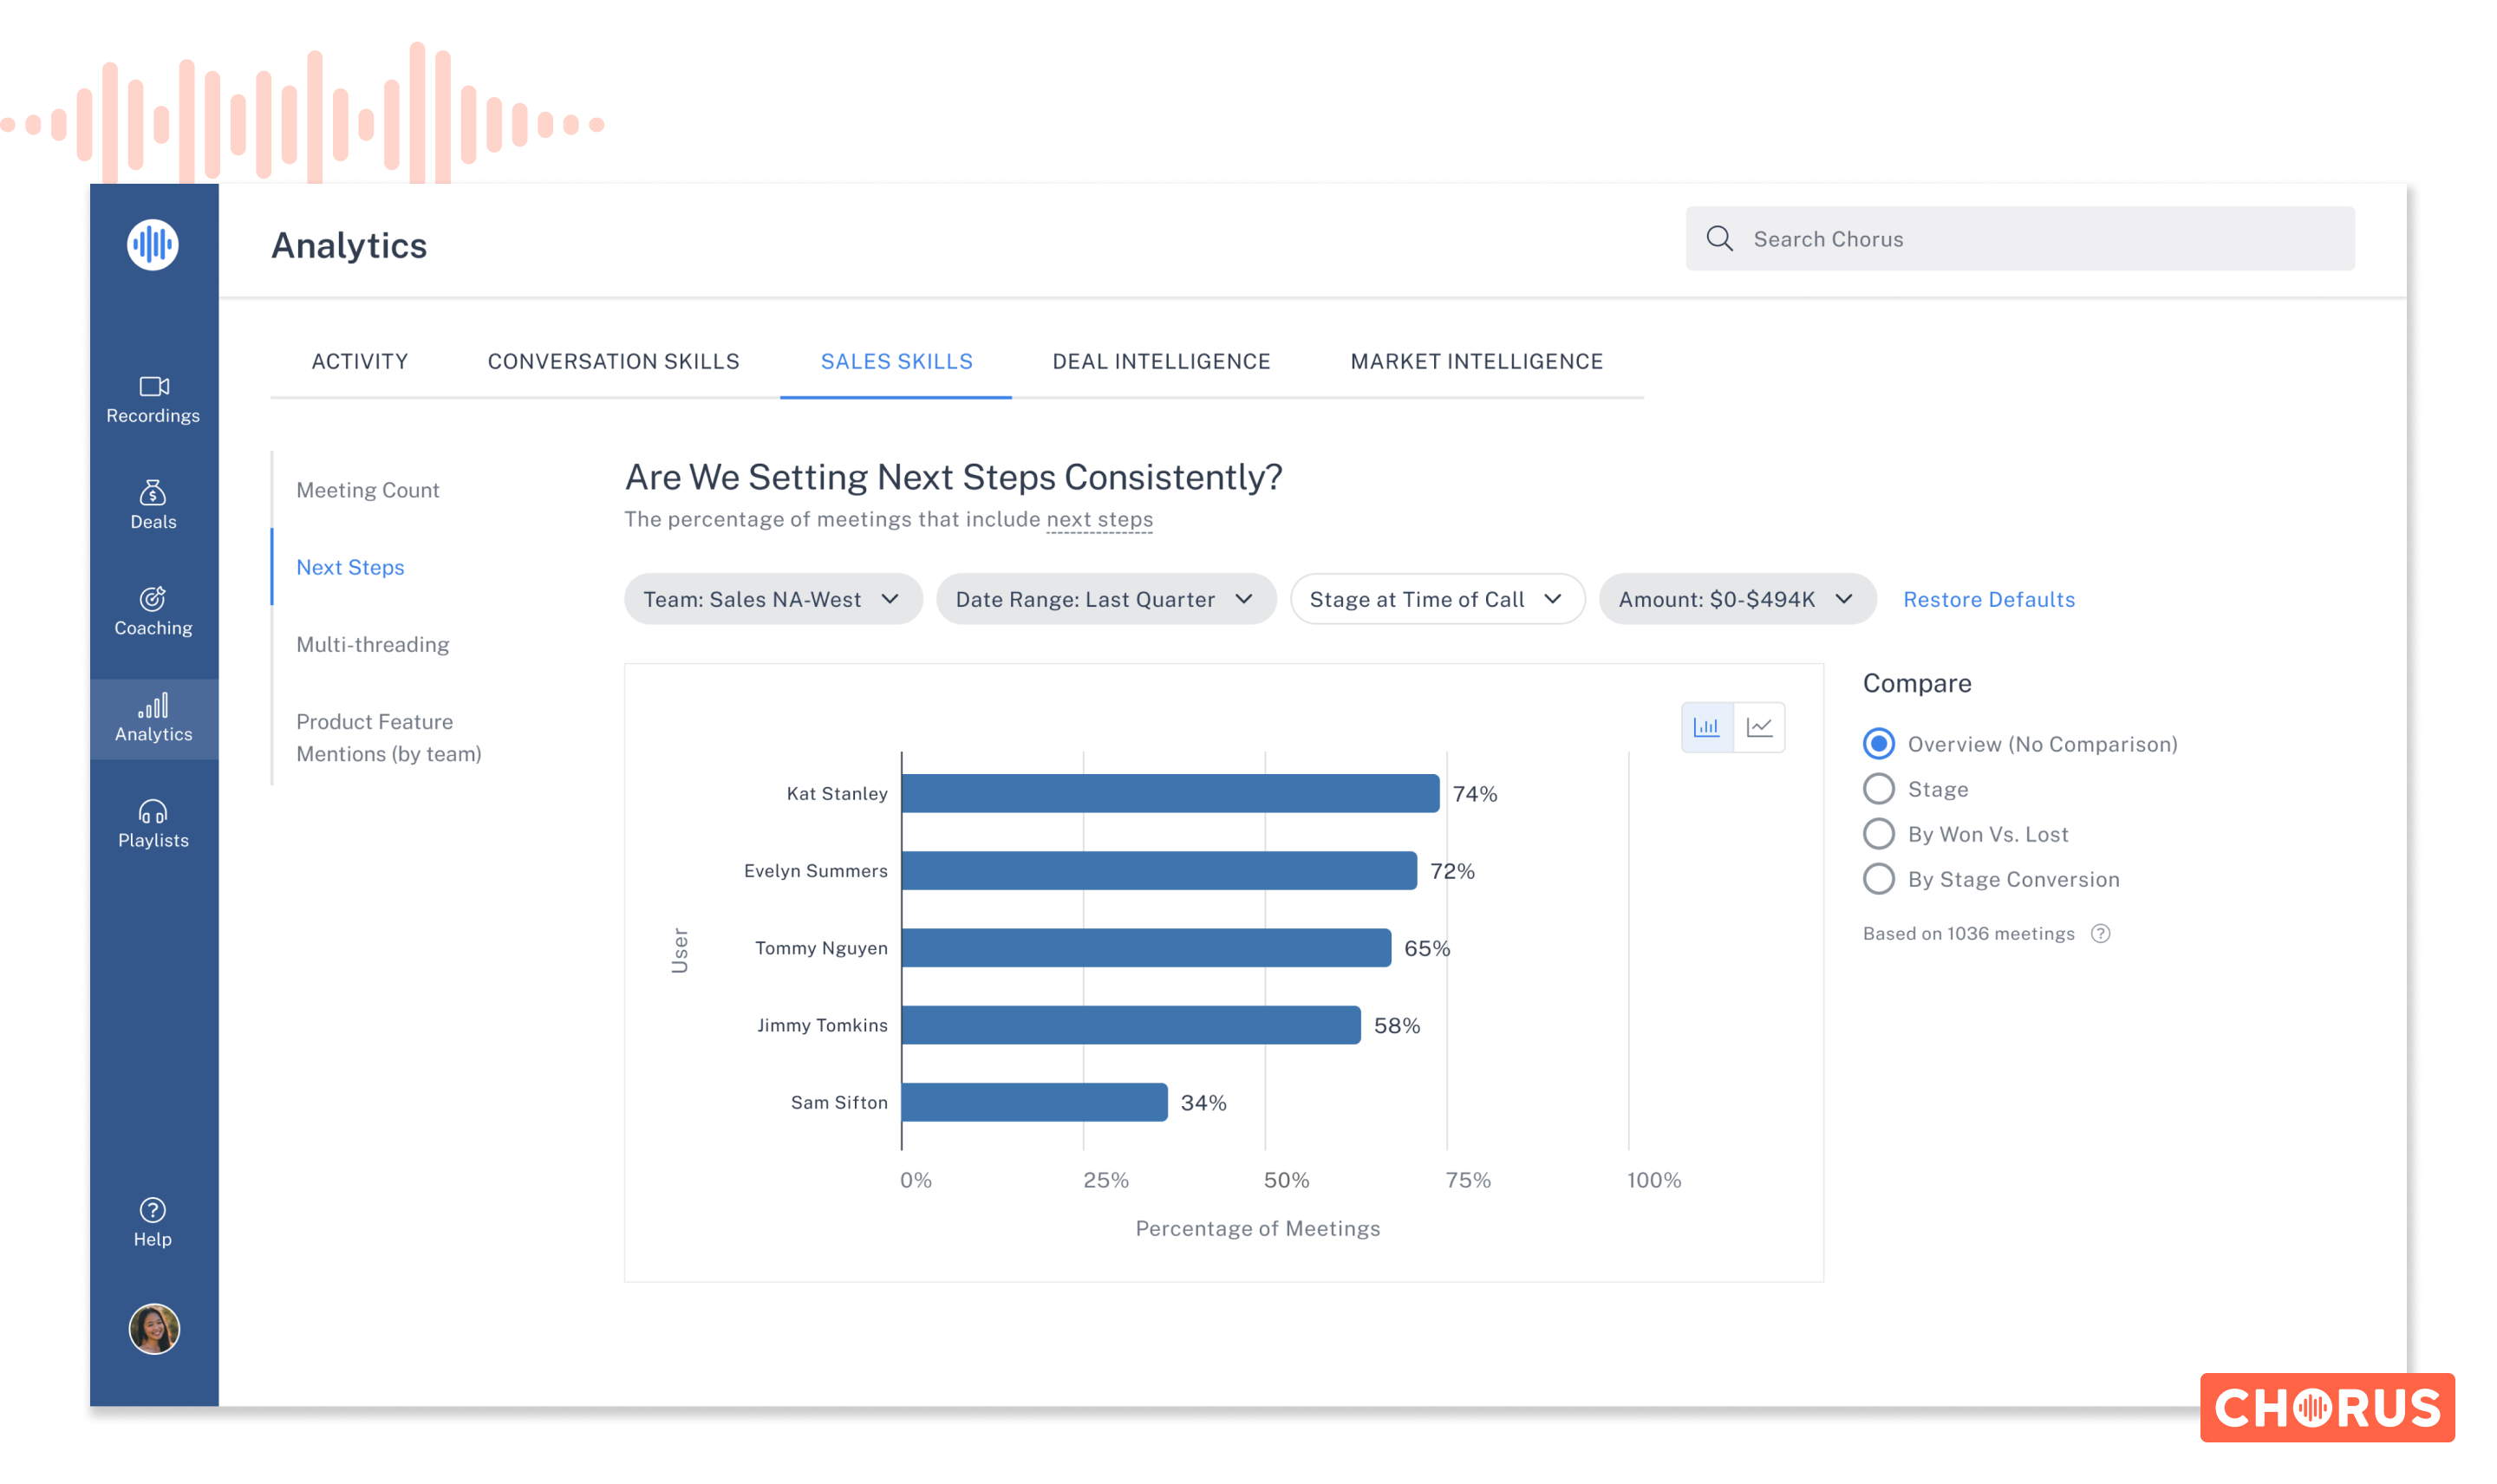 Analytics
Search Chorus
Recordings
Deals
Coaching
Analytics
Playlists
Help
ACTIVITY
CONVERSATION SKILLS
SALES SKILLS
DEAL INTELLIGENCE
MARKET INTELLIGENCE
Meeting Count
Next Steps
Multi-threading
Product Feature
Mentions (by team)
Are We Setting Next Steps Consistently?
The percentage of meetings that include next steps
Team: Sales NA-West
Date Range: Last Quarter
Stage at Time of Call
Amount: $0-$494K
Restore Defaults
User
Kat Stanley 74%
Evelyn Summers 72%
Tommy Nguyen 65%
Jimmy Tomkins 58%
Sam Sifton 34%
0% 25% 50% 75% 100%
Percentage of Meetings
Compare
Overview (No Comparison)
Stage
By Won Vs. Lost
By Stage Conversion
Based on 1036 meetings ?
CHORUS